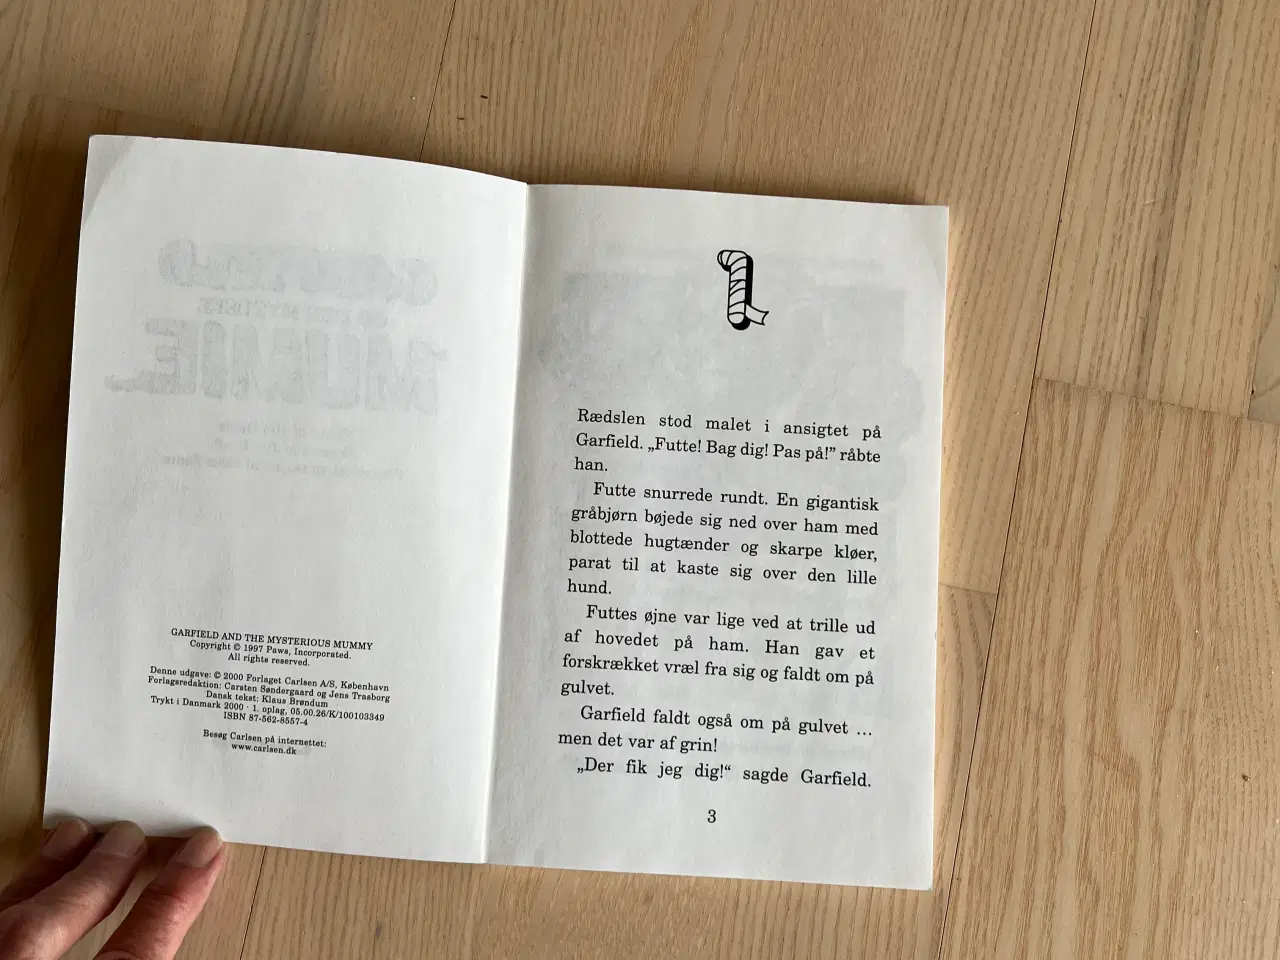 GARFIELD AND THE MYSTERIOUS MUMMY
Copyright © 1997 Paws, Incorporated.
All rights reserved.
Denne udgave: © 2000 Forlaget Carlsen A/S, København
Forlagsredaktion: Carsten Søndergaard og Jens Trasborg
Dansk tekst: Klaus Brøndum
Trykt i Danmark 2000 · 1. oplag, 05.00.26/K/100103349
ISBN 87-562-8557-4
Besøg Carlsen på internettet:
www.carlsen.dk
1
Rædslen stod malet i ansigtet på
Garfield. „Futte! Bag dig! Pas på!” råbte
han.
Futte snurrede rundt. En gigantisk
gråbjørn bøjede sig ned over ham med
blottede hugtænder og skarpe kløer,
parat til at kaste sig over den lille
hund.
Futtes øjne var lige ved at trille ud
af hovedet på ham. Han gav et
forskrækket vræl fra sig og faldt om på
gulvet.
Garfield faldt også om på gulvet ...
men det var af grin!
„Der fik jeg dig!“ sagde Garfield.
3